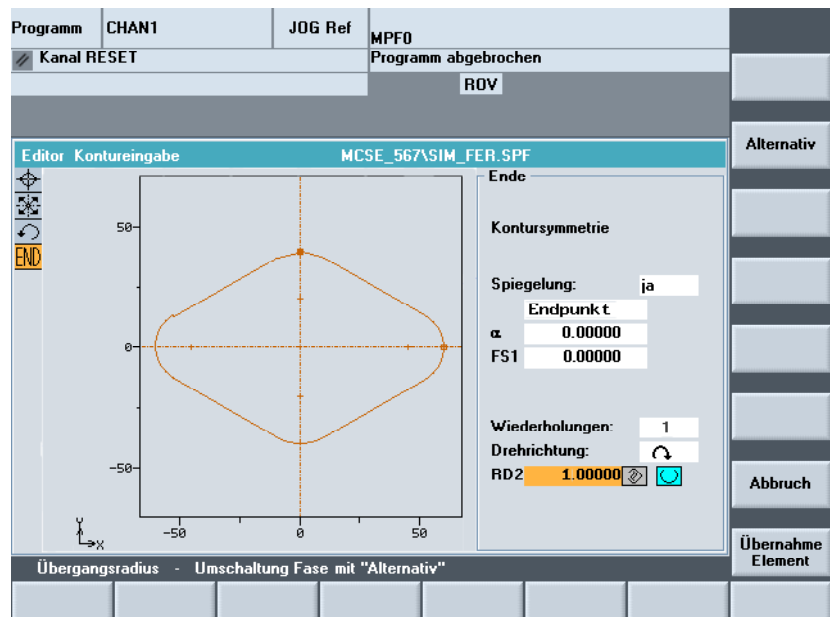 Programm CHAN1 JOG Ref MPF0
Kanal RESET Programm abgebrochen
ROV
Alternativ
Editor Kontureingabe MCSE_567\SIM_FER.SPF
Ende
END
50
0
-50
Y
X
-50 0 50
Kontursymmetrie
Spiegelung: ja
Endpunkt
α 0.00000
FS1 0.00000
Wiederholungen: 1
Drehrichtung:
RD2 1.00000
Abbruch
Übernahme
Element
Übergangsradius - Umschaltung Fase mit "Alternativ"